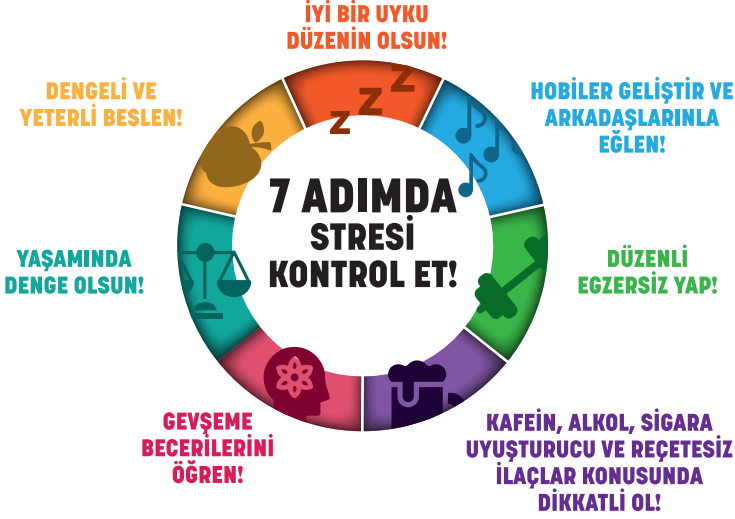 İYİ BİR UYKU
DÜZENİN OLSUN!
HOBİLER GELİŞTİR VE
ARKADAŞLARINLA
EĞLEN!
DÜZENLİ
EGZERSİZ YAP!
KAFEİN, ALKOL, SİGARA
UYUŞTURUCU VE REÇETESİZ
İLAÇLAR KONUSUNDA
DİKKATLİ OL!
GEVŞEME
BECERİLERİNİ
ÖĞREN!
YAŞAMINDA
DENGE OLSUN!
DENGELİ VE
YETERLİ BESLEN!
z z z
7 ADIMDA
STRESİ
KONTROL ET!